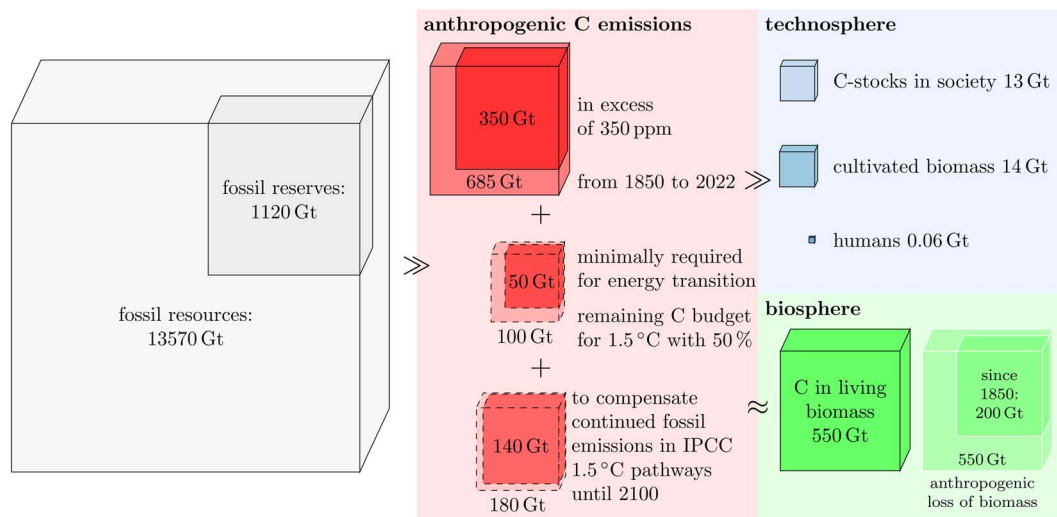 fossil reserves:
1120 Gt
fossil resources:
13570 Gt
≫
anthropogenic C emissions
350 Gt
in excess
of 350 ppm
685 Gt
from 1850 to 2022
≫
+
50 Gt
minimally required
for energy transition
100 Gt
remaining C budget
for 1.5 °C with 50 %
+
140 Gt
to compensate
continued fossil
emissions in IPCC
1.5 °C pathways
until 2100
180 Gt
≈
technosphere
C-stocks in society 13 Gt
cultivated biomass 14 Gt
humans 0.06 Gt
biosphere
C in living
biomass
550 Gt
since
1850:
200 Gt
550 Gt
anthropogenic
loss of biomass